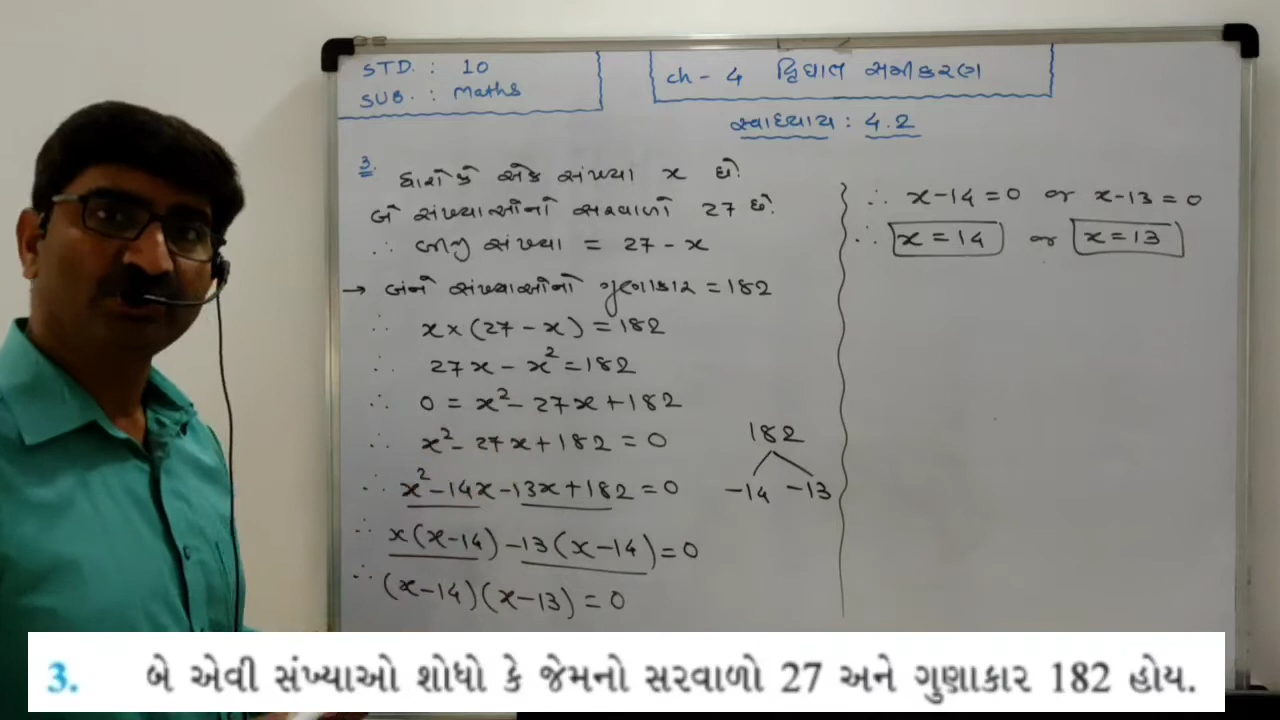 STD. : 10
SUB. : Maths
ch - 4 દ્વિઘાત સમીકરણ
સ્વાધ્યાય : 4.2
3. ધારોકે એક સંખ્યા x છે.
બે સંખ્યાઓનો સરવાળો 27 છે.
∴ બીજી સંખ્યા = 27 - x
→ બંને સંખ્યાઓનો ગુણાકાર = 182
∴ x × (27 - x) = 182
∴ 27x - x² = 182
∴ 0 = x² - 27x + 182
∴ x² - 27x + 182 = 0
∴ x² - 14x - 13x + 182 = 0
∴ x(x-14) - 13(x-14) = 0
∴ (x-14)(x-13) = 0
182
-14 -13
∴ x-14 = 0 or x-13 = 0
∴ x = 14 or x = 13
3. બે એવી સંખ્યાઓ શોધો કે જેમનો સરવાળો 27 અને ગુણાકાર 182 હોય.